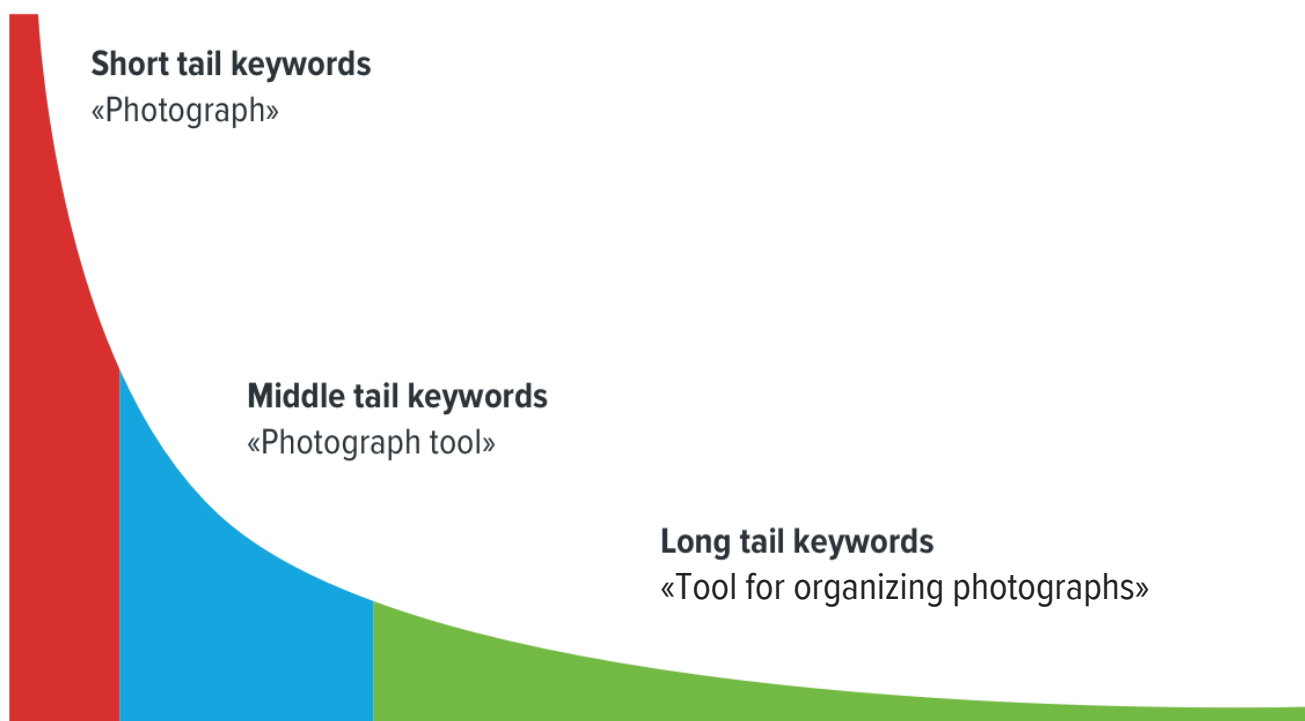 Short tail keywords
«Photograph»
Middle tail keywords
«Photograph tool»
Long tail keywords
«Tool for organizing photographs»